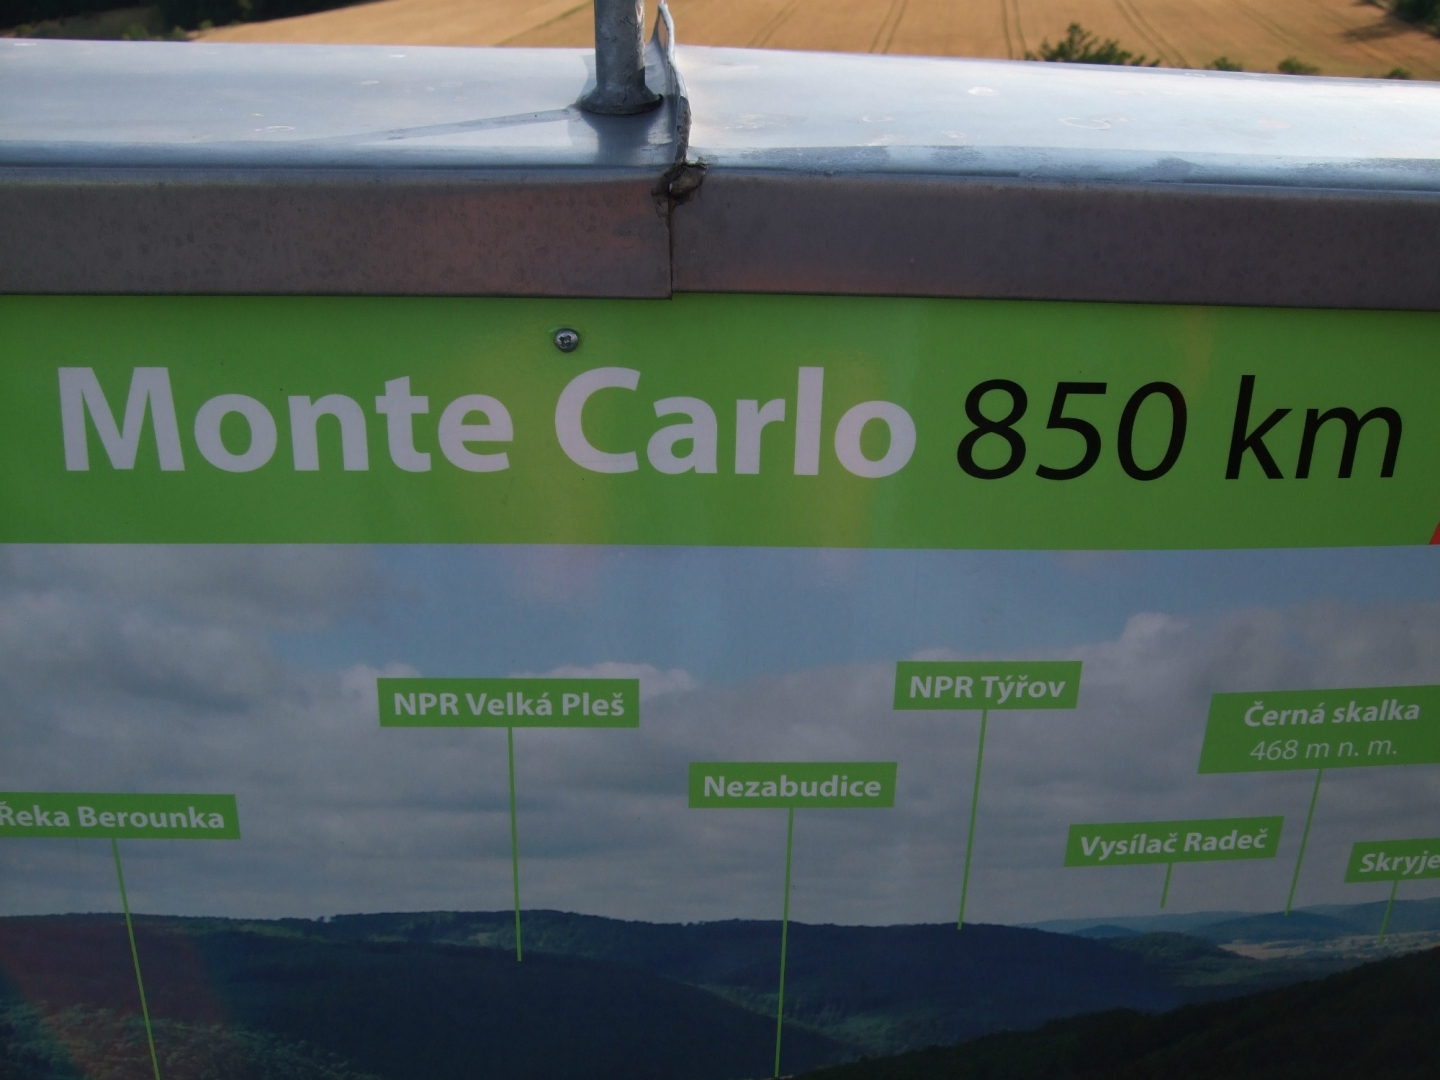 Monte Carlo 850 km
NPR Velká Pleš
NPR Týřov
Černá skalka
468 m n. m.
Nezabudice
Řeka Berounka
Vysílač Radeč
Skryje